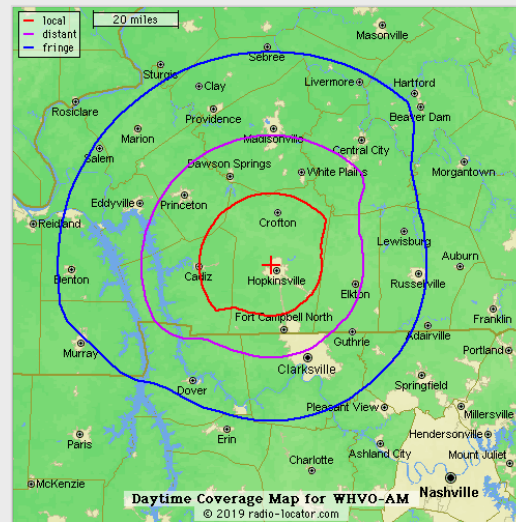 local
distant
fringe
20 miles
Masonville
Sebree
Sturgis
Clay
Livermore
Hartford
Rosiclare
Providence
Beaver Dam
Marion
Madisonville
Central City
Salem
Dawson Springs
White Plains
Morgantown
Eddyville
Princeton
Crofton
Reidland
Lewisburg
Auburn
Benton
Cadiz
Hopkinsville
Russellville
Elkton
Fort Campbell North
Franklin
Murray
Guthrie
Adairville
Portland
Clarksville
Dover
Springfield
Pleasant View
Millersville
Paris
Erin
Hendersonville
Ashland City
Mount Juliet
Charlotte
McKenzie
Nashville
Daytime Coverage Map for WHVO-AM
© 2019 radio-locator.com